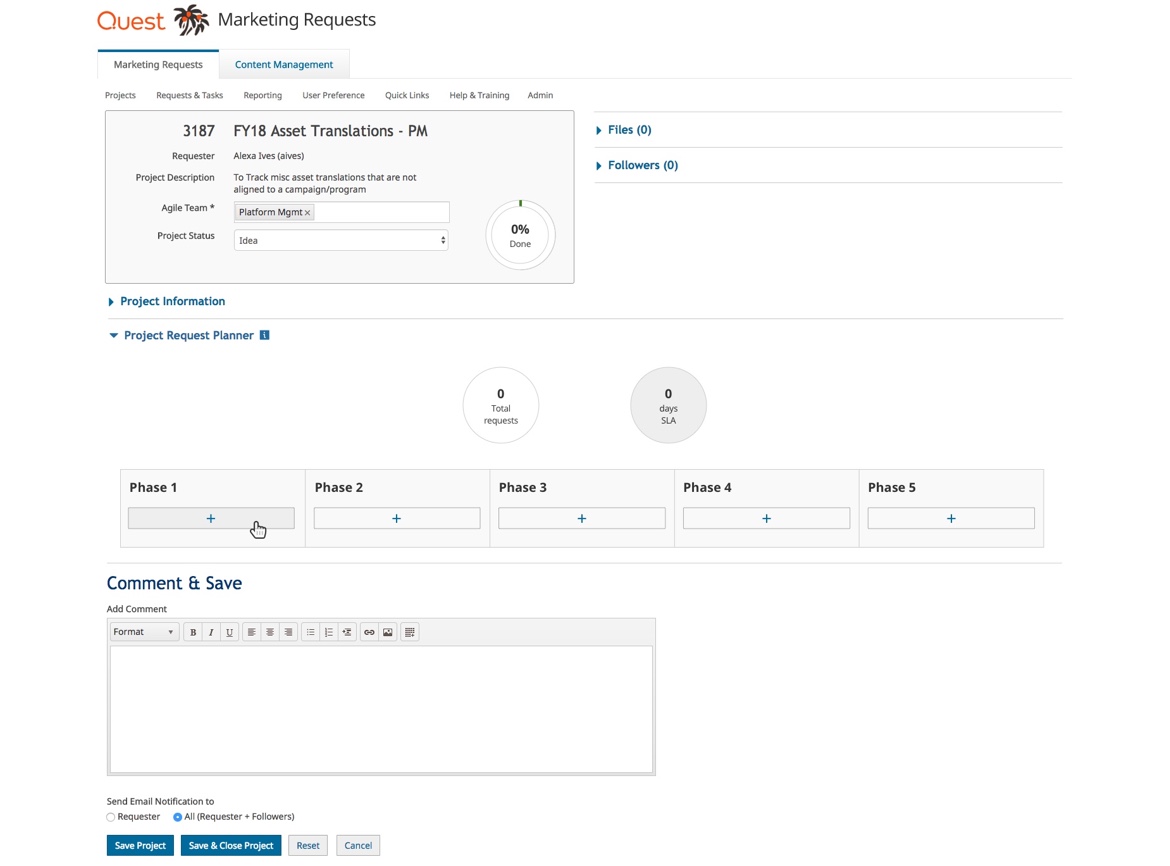 Quest Marketing Requests
Marketing Requests Content Management
Projects Requests & Tasks Reporting User Preference Quick Links Help & Training Admin
3187 FY18 Asset Translations - PM
Requester Alexa Ives (aives)
Project Description To Track misc asset translations that are not
aligned to a campaign/program
Agile Team * Platform Mgmt ×
Project Status Idea
0%
Done
Files (0)
Followers (0)
Project Information
Project Request Planner i
0
Total
requests
0
days
SLA
Phase 1 Phase 2 Phase 3 Phase 4 Phase 5
+ + + + +
Comment & Save
Add Comment
Format B I U
Send Email Notification to
Requester All (Requester + Followers)
Save Project Save & Close Project Reset Cancel